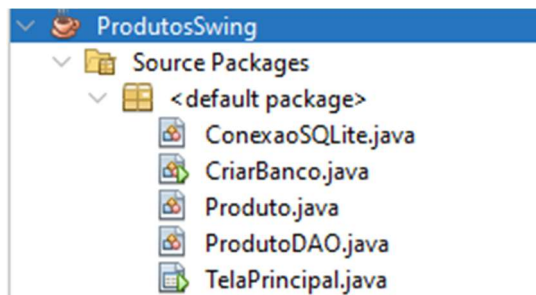 ProdutosSwing
Source Packages
<default package>
ConexaoSQLite.java
CriarBanco.java
Produto.java
ProdutoDAO.java
TelaPrincipal.java